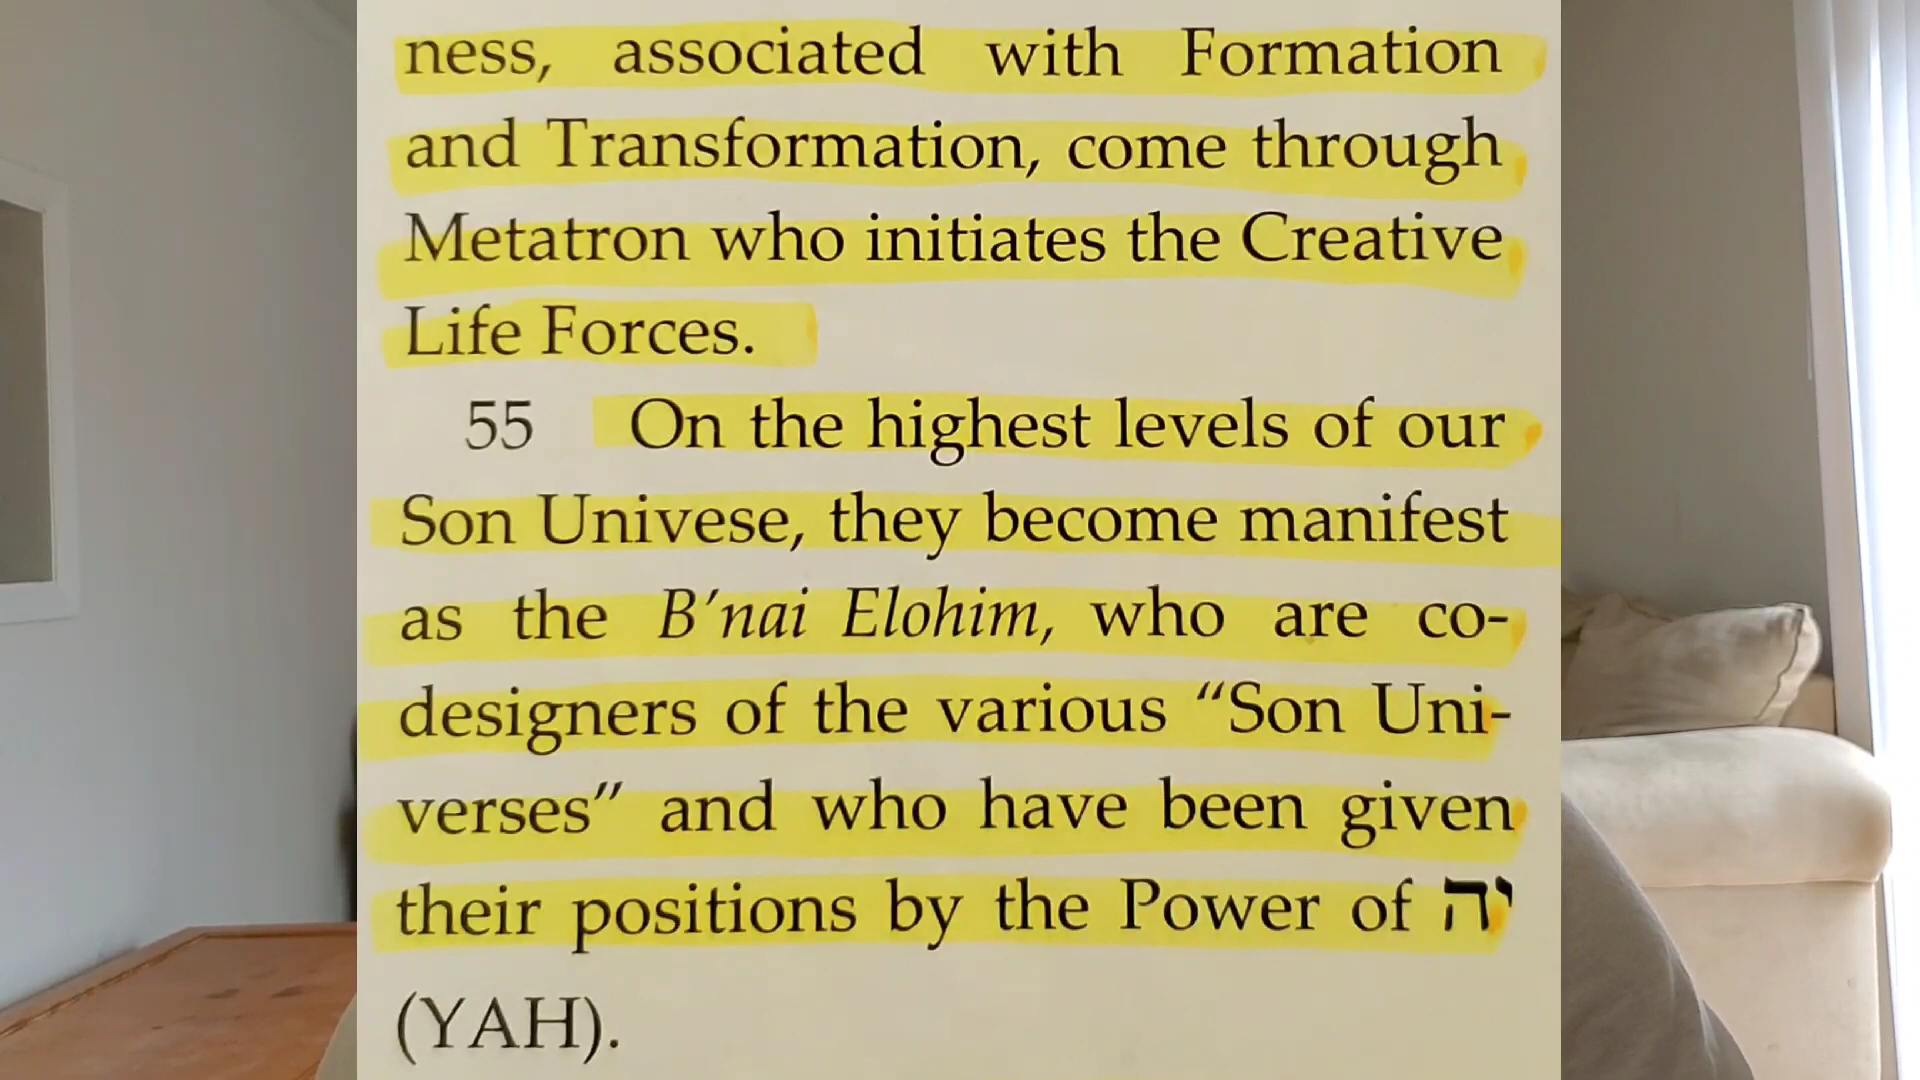 ness, associated with Formation
and Transformation, come through
Metatron who initiates the Creative
Life Forces.
55 On the highest levels of our
Son Univese, they become manifest
as the B’nai Elohim, who are co-
designers of the various “Son Uni-
verses” and who have been given
their positions by the Power of יה
(YAH).